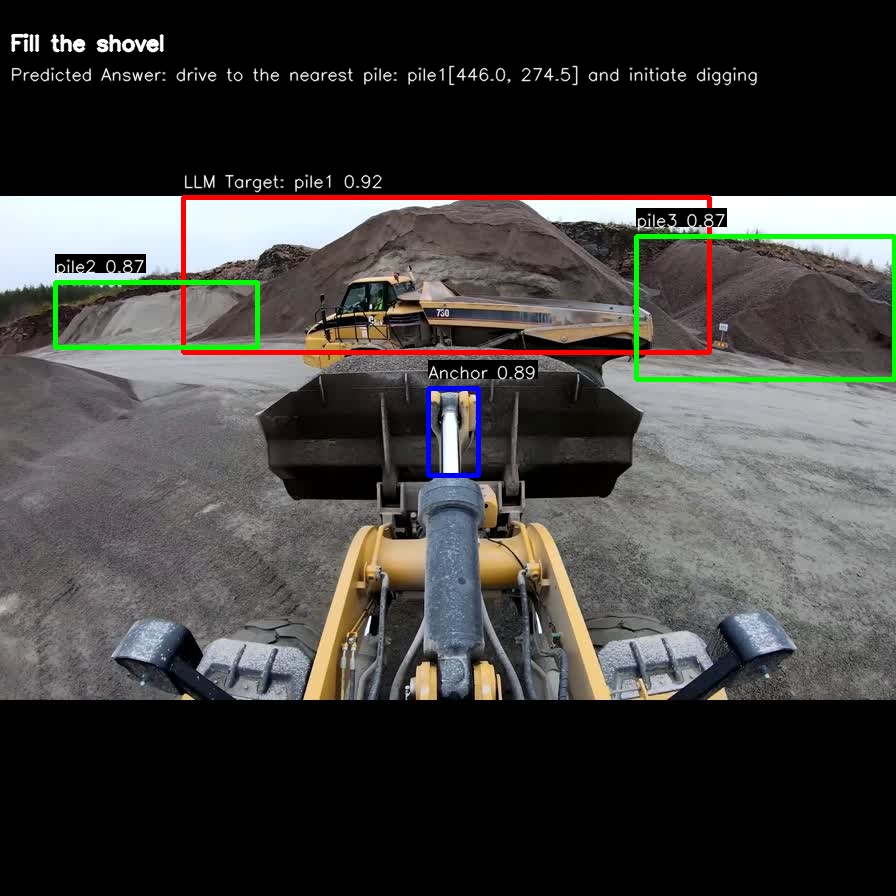 Fill the shovel
Predicted Answer: drive to the nearest pile: pile1[446.0, 274.5] and initiate digging
LLM Target: pile1 0.92
pile3 0.87
pile2 0.87
730
Anchor 0.89